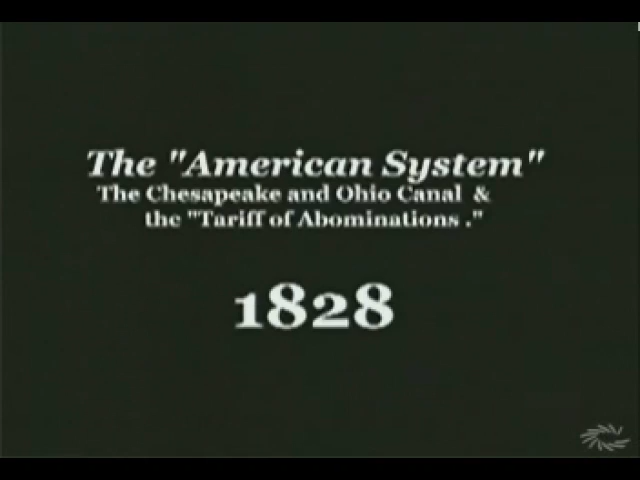 The "American System"
The Chesapeake and Ohio Canal &
the "Tariff of Abominations ."
1828